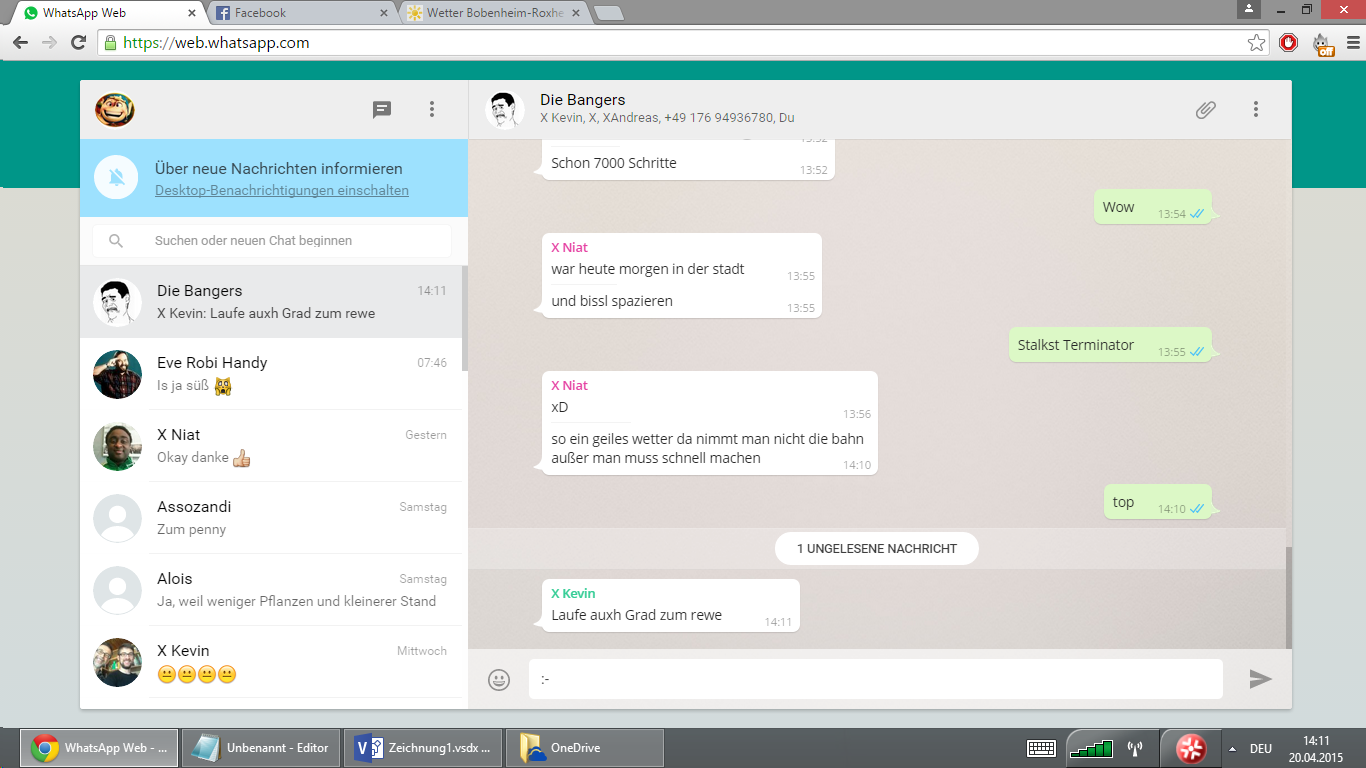 WhatsApp Web
Facebook
Wetter Bobenheim-Roxhe
https://web.whatsapp.com
off
Über neue Nachrichten informieren
Desktop-Benachrichtigungen einschalten
Suchen oder neuen Chat beginnen
Die Bangers 14:11
X Kevin: Laufe auxh Grad zum rewe
Eve Robi Handy 07:46
Is ja süß
X Niat Gestern
Okay danke
Assozandi Samstag
Zum penny
Alois Samstag
Ja, weil weniger Pflanzen und kleinerer Stand
X Kevin Mittwoch
Die Bangers
X Kevin, X, XAndreas, +49 176 94936780, Du
13:52
Schon 7000 Schritte 13:52
Wow 13:54
X Niat
war heute morgen in der stadt 13:55
und bissl spazieren 13:55
Stalkst Terminator 13:55
X Niat
xD 13:56
so ein geiles wetter da nimmt man nicht die bahn
außer man muss schnell machen 14:10
top 14:10
1 UNGELESENE NACHRICHT
X Kevin
Laufe auxh Grad zum rewe 14:11
:-
WhatsApp Web - ...
Unbenannt - Editor
Zeichnung1.vsdx ...
OneDrive
DEU
14:11
20.04.2015